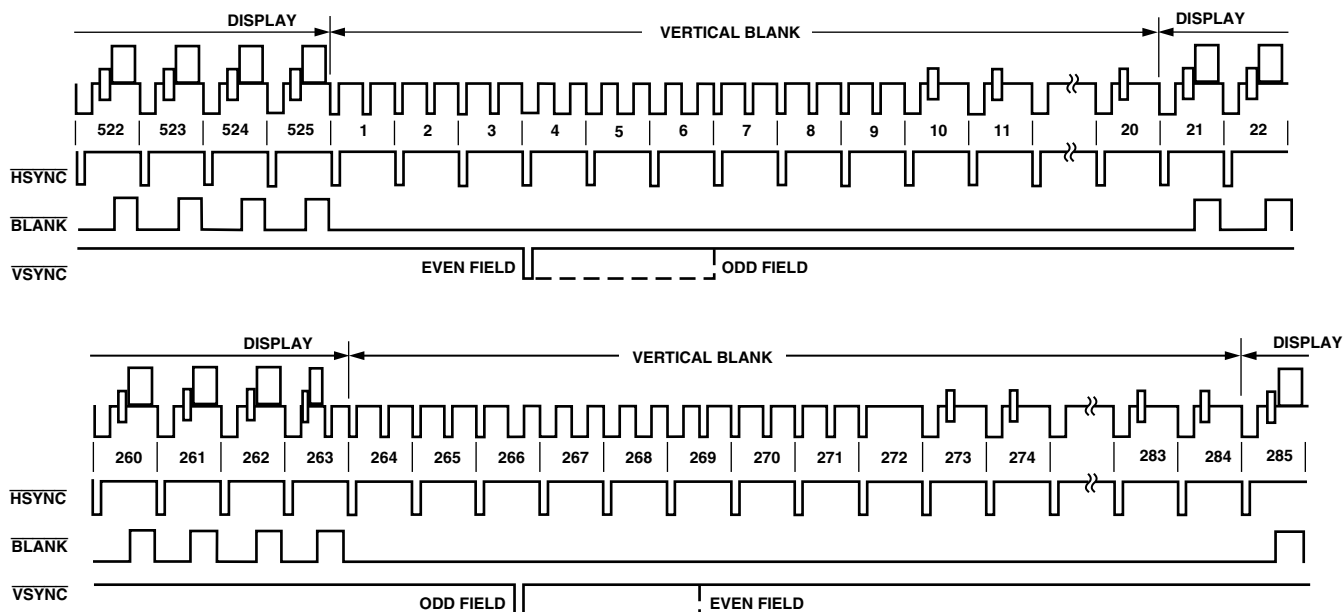 DISPLAY VERTICAL BLANK DISPLAY
522 523 524 525 1 2 3 4 5 6 7 8 9 10 11 20 21 22
HSYNC
BLANK
VSYNC
EVEN FIELD ODD FIELD
DISPLAY VERTICAL BLANK DISPLAY
260 261 262 263 264 265 266 267 268 269 270 271 272 273 274 283 284 285
HSYNC
BLANK
VSYNC
ODD FIELD EVEN FIELD